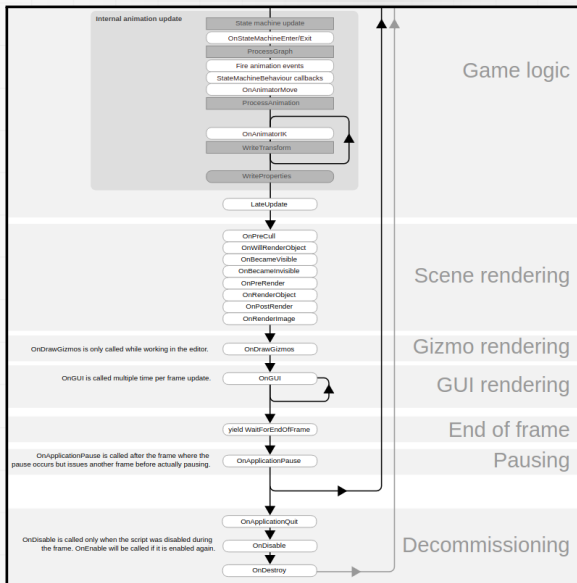 Internal animation update
State machine update
OnStateMachineEnter/Exit
ProcessGraph
Fire animation events
StateMachineBehaviour callbacks
OnAnimatorMove
ProcessAnimation
OnAnimatorIK
WriteTransform
WriteProperties
LateUpdate
Game logic
OnPreCull
OnWillRenderObject
OnBecameVisible
OnBecameInvisible
OnPreRender
OnRenderObject
OnPostRender
OnRenderImage
Scene rendering
OnDrawGizmos is only called while working in the editor.
OnDrawGizmos
Gizmo rendering
OnGUI is called multiple time per frame update.
OnGUI
GUI rendering
yield WaitForEndOfFrame
End of frame
OnApplicationPause is called after the frame where the
pause occurs but issues another frame before actually pausing.
OnApplicationPause
Pausing
OnApplicationQuit
OnDisable is called only when the script was disabled during
the frame. OnEnable will be called if it is enabled again.
OnDisable
OnDestroy
Decommissioning